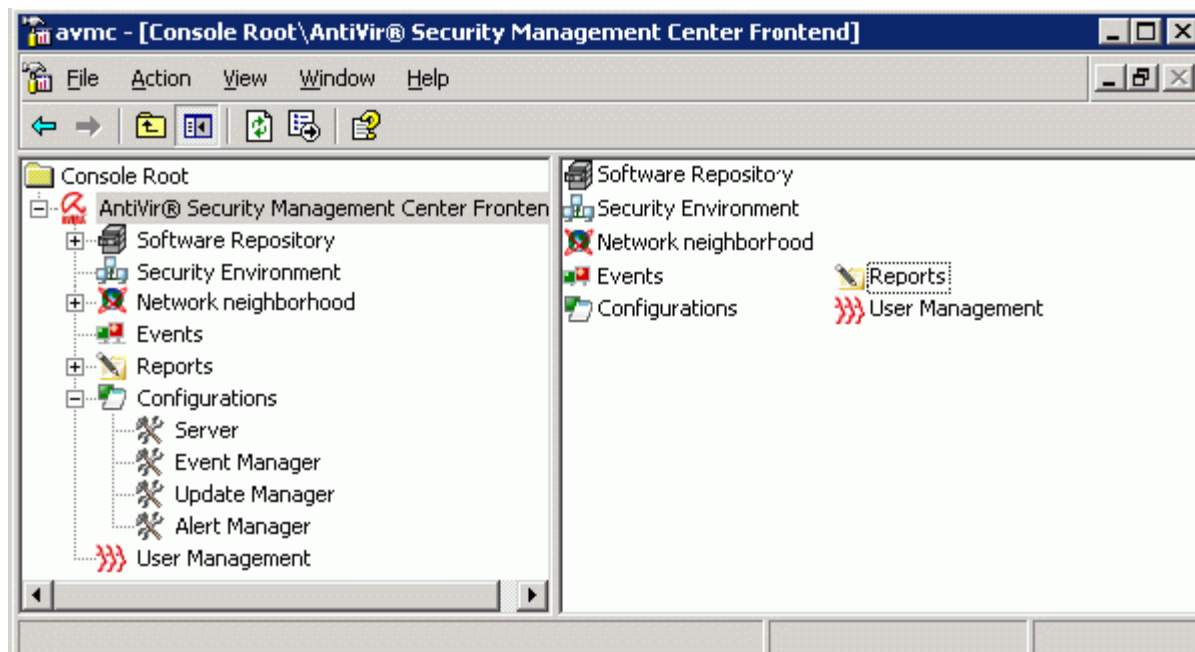 avmc - [Console Root\AntiVir® Security Management Center Frontend]
File Action View Window Help
Console Root
AntiVir® Security Management Center Fronten
Software Repository
Security Environment
Network neighborhood
Events
Reports
Configurations
Server
Event Manager
Update Manager
Alert Manager
User Management
Software Repository
Security Environment
Network neighborhood
Events
Reports
Configurations
User Management